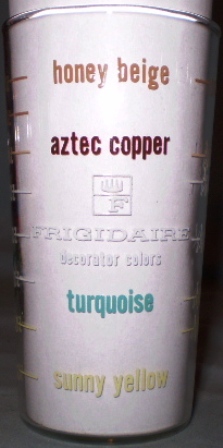 honey beige
aztec copper
F
FRIGIDAIRE
decorator colors
turquoise
sunny yellow